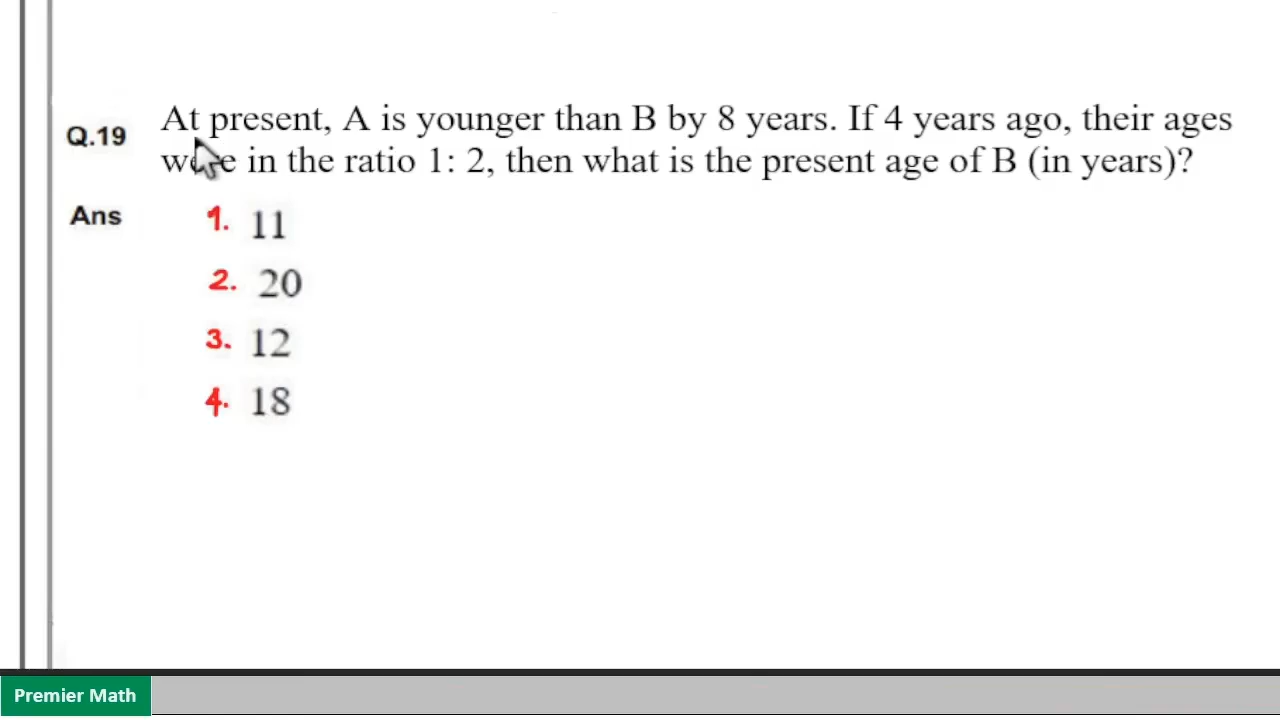 Q.19 At present, A is younger than B by 8 years. If 4 years ago, their ages
were in the ratio 1: 2, then what is the present age of B (in years)?
Ans 1. 11
2. 20
3. 12
4. 18
Premier Math